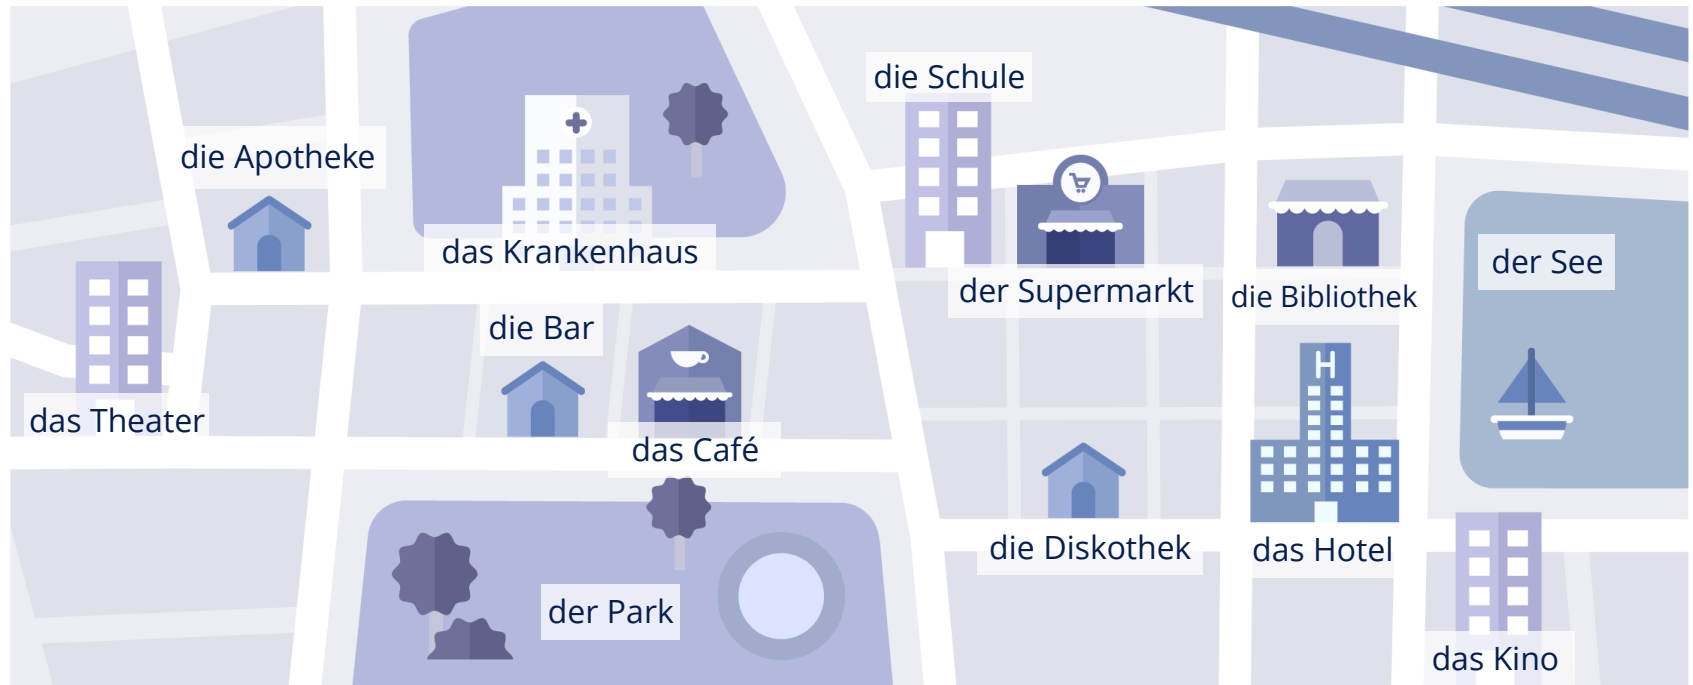 die Schule
die Apotheke
das Krankenhaus
der See
der Supermarkt
die Bibliothek
die Bar
H
das Theater
das Café
die Diskothek
das Hotel
der Park
das Kino